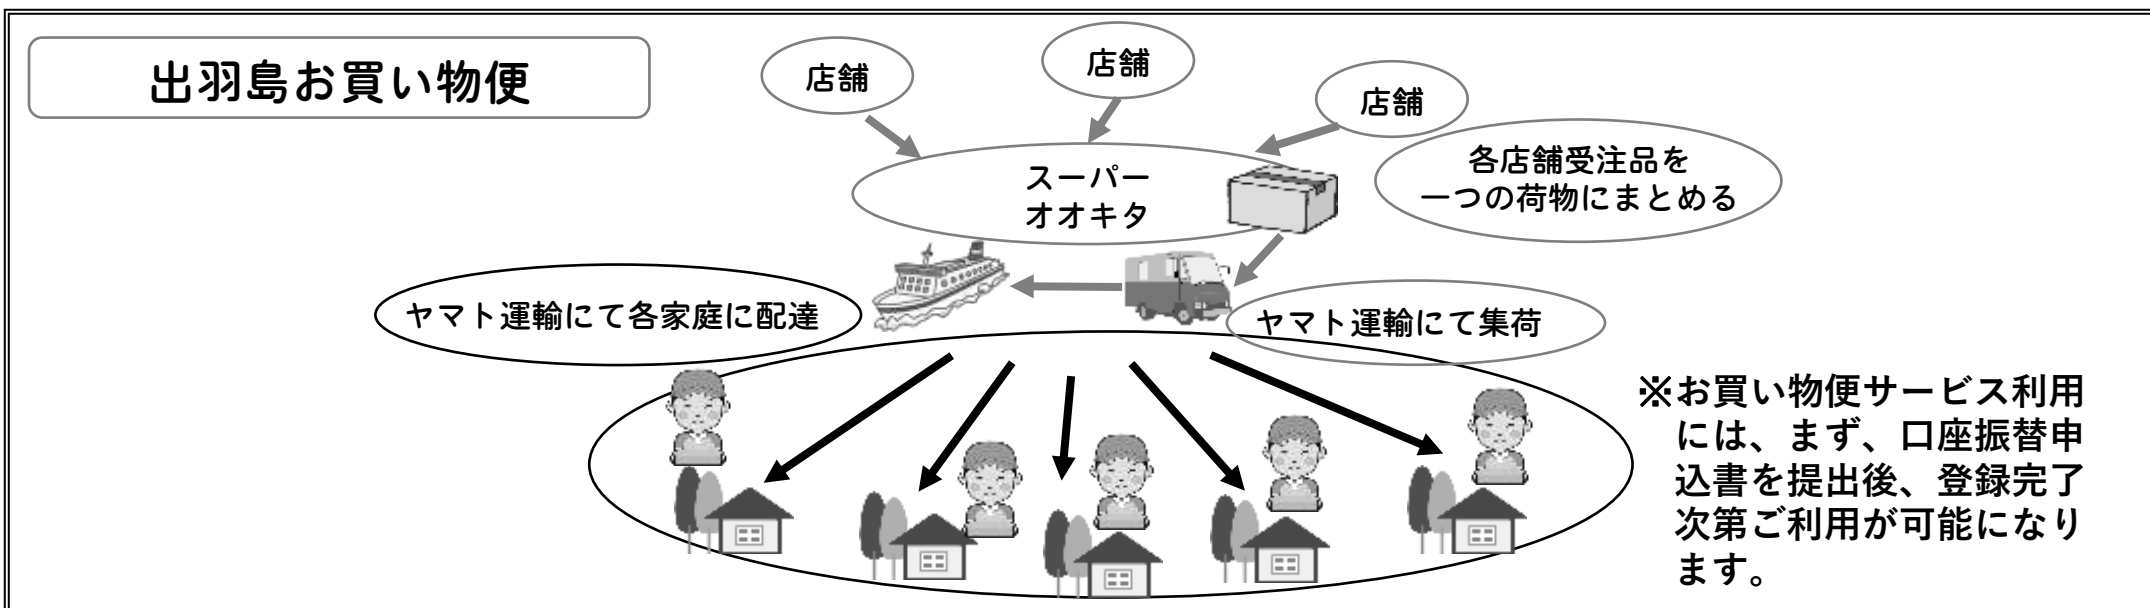 出羽島お買い物便
店舗
店舗
店舗
スーパー
オオキタ
各店舗受注品を
一つの荷物にまとめる
ヤマト運輸にて各家庭に配達
ヤマト運輸にて集荷
※お買い物便サービス利用
には、まず、口座振替申
込書を提出後、登録完了
次第ご利用が可能になり
ます。